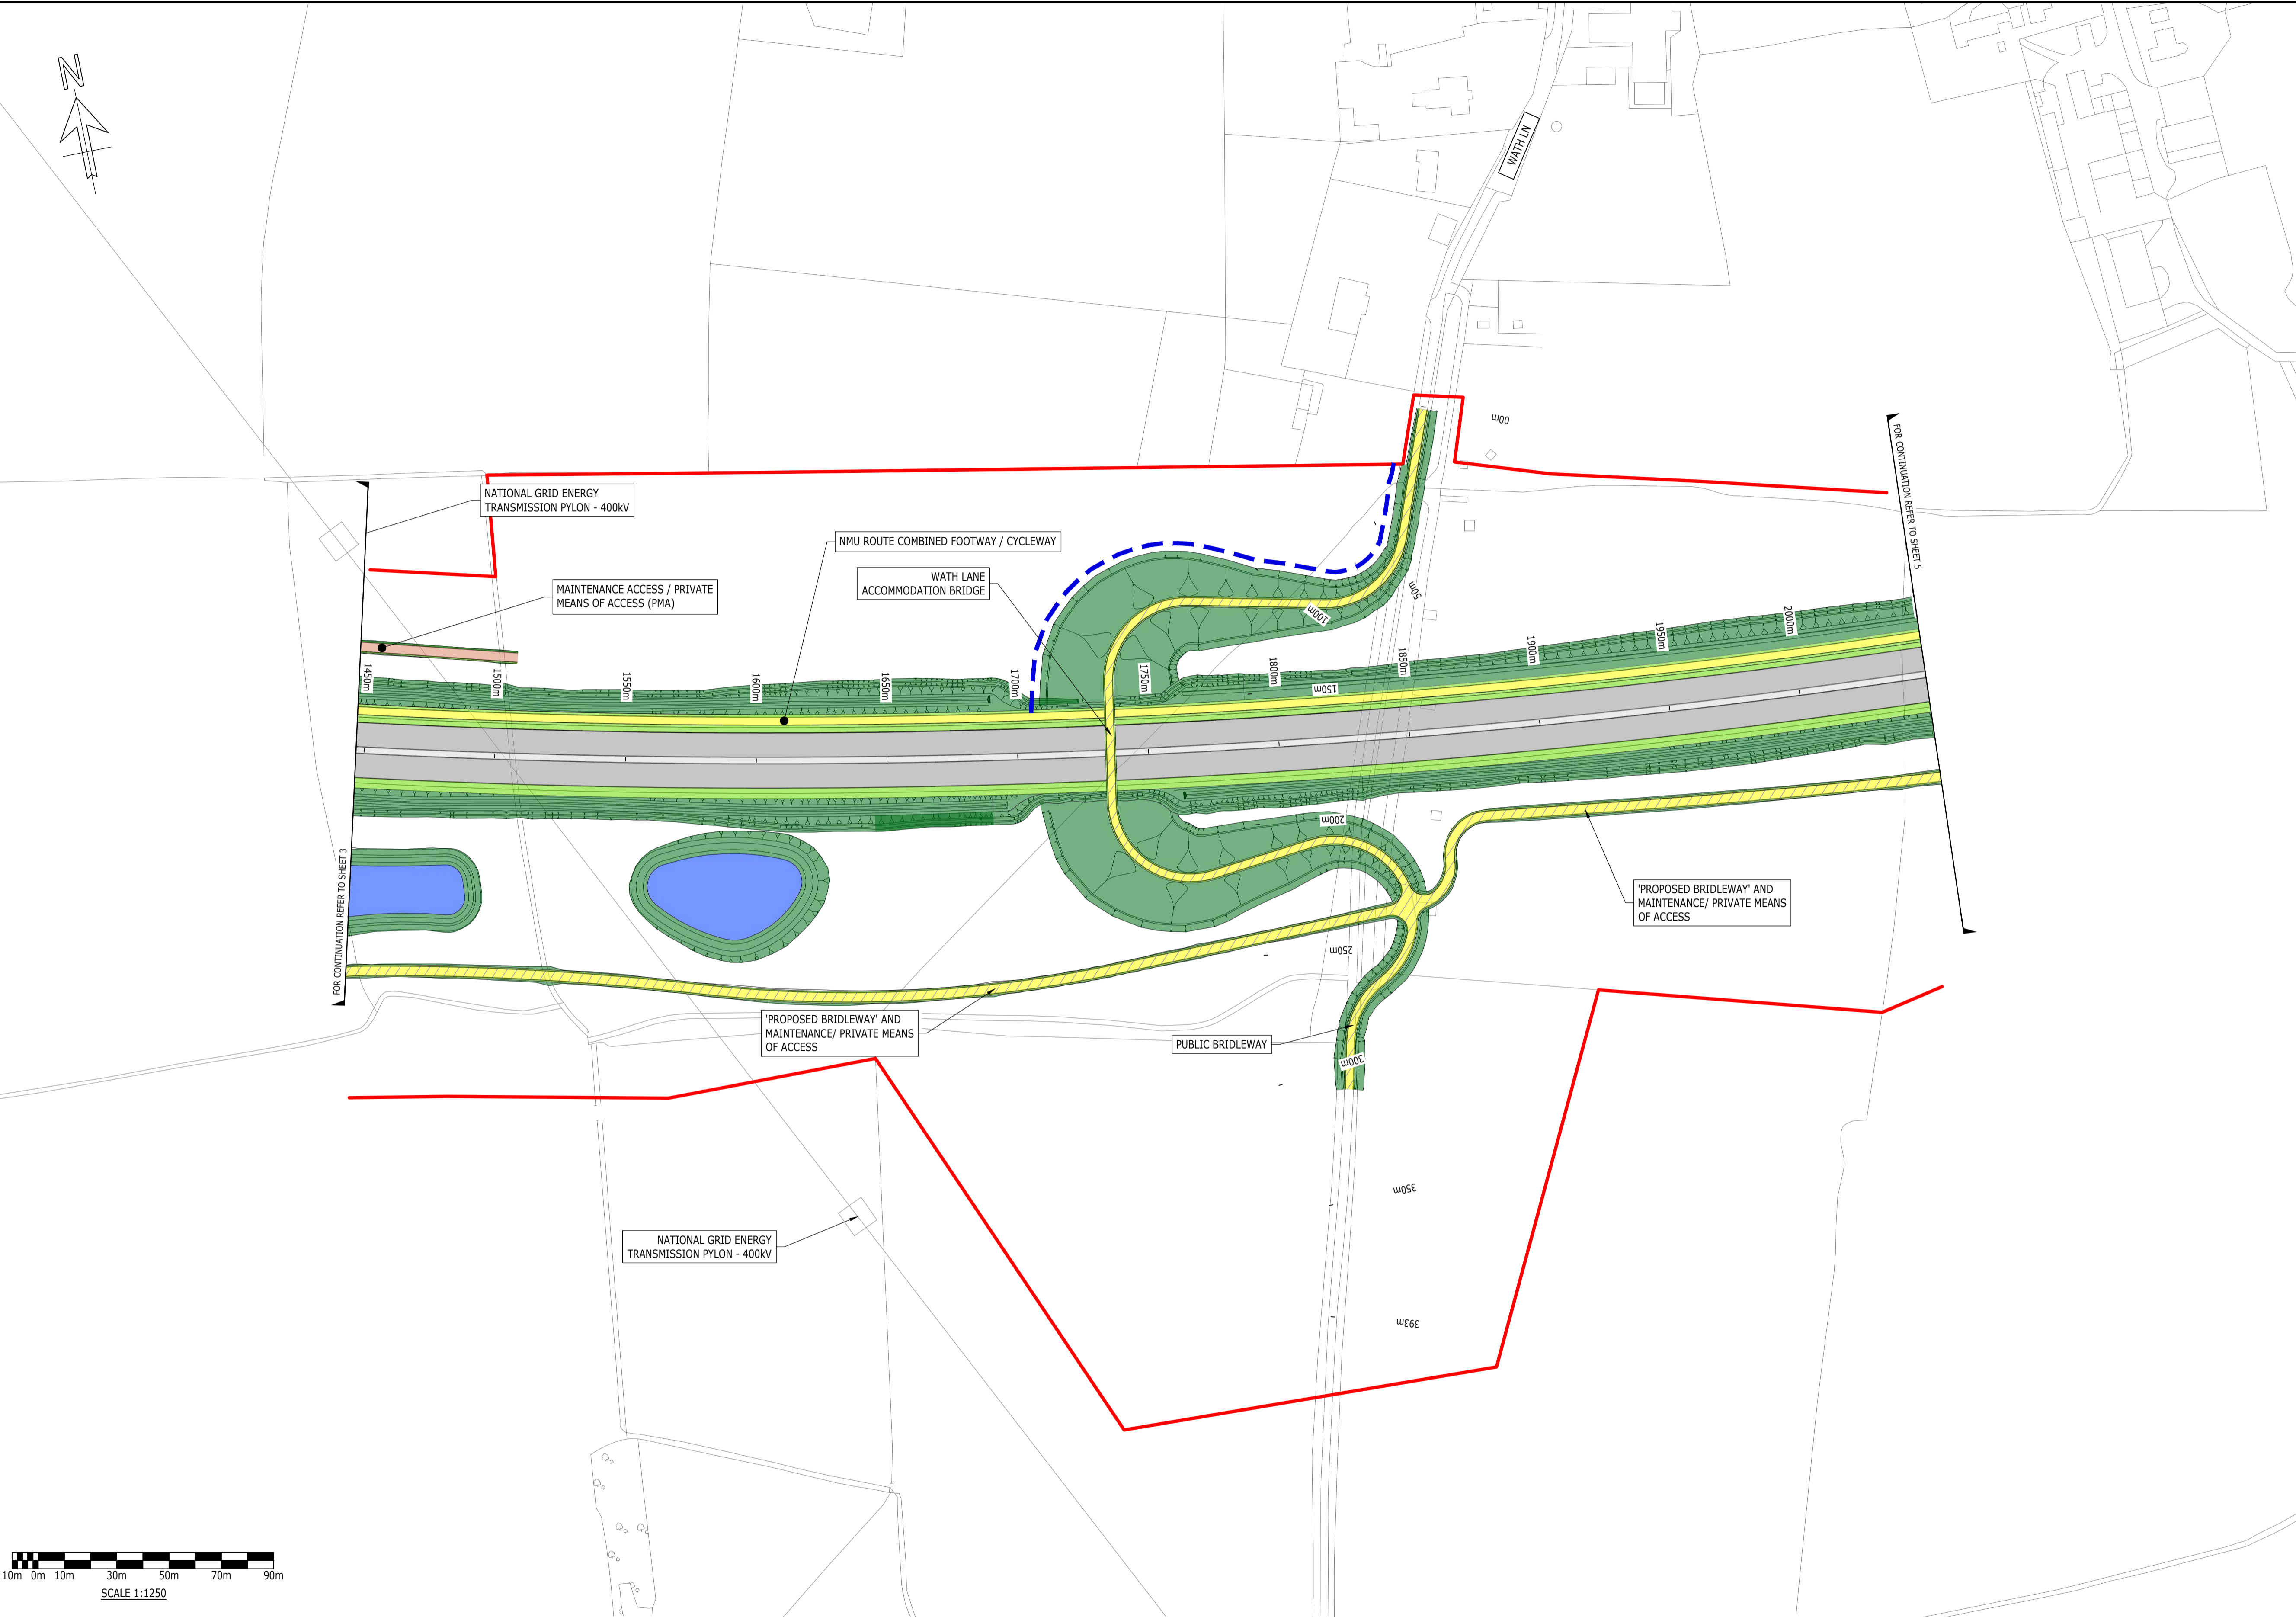 N
WATH LN
00m
NATIONAL GRID ENERGY
TRANSMISSION PYLON - 400kV
FOR CONTINUATION REFER TO SHEET 5
NMU ROUTE COMBINED FOOTWAY / CYCLEWAY
WATH LANE
ACCOMMODATION BRIDGE
MAINTENANCE ACCESS / PRIVATE
MEANS OF ACCESS (PMA)
50m
100m
1450m
1500m
1550m
1600m
1650m
1700m
1750m
1800m
1850m
1900m
1950m
2000m
150m
200m
FOR CONTINUATION REFER TO SHEET 3
'PROPOSED BRIDLEWAY' AND
MAINTENANCE/ PRIVATE MEANS
OF ACCESS
250m
'PROPOSED BRIDLEWAY' AND
MAINTENANCE/ PRIVATE MEANS
OF ACCESS
PUBLIC BRIDLEWAY
300m
350m
NATIONAL GRID ENERGY
TRANSMISSION PYLON - 400kV
393m
10m 0m 10m 30m 50m 70m 90m
SCALE 1:1250